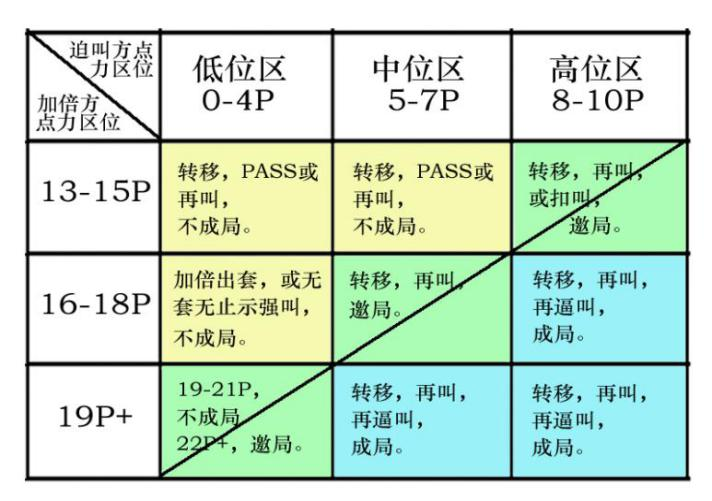 迫叫方点
力区位
加倍方
点力区位
低位区
0-4P
中位区
5-7P
高位区
8-10P
13-15P
转移，PASS或
再叫，
不成局。
转移，PASS或
再叫，
不成局。
转移，再叫，
或扣叫，
邀局。
16-18P
加倍出套，或无
套无止示强叫，
不成局。
转移，再叫，
邀局。
转移，再叫，
再逼叫，
成局。
19P+
19-21P，
不成局，
22P+，邀局。
转移，再叫，
再逼叫，
成局。
转移，再叫，
再逼叫，
成局。